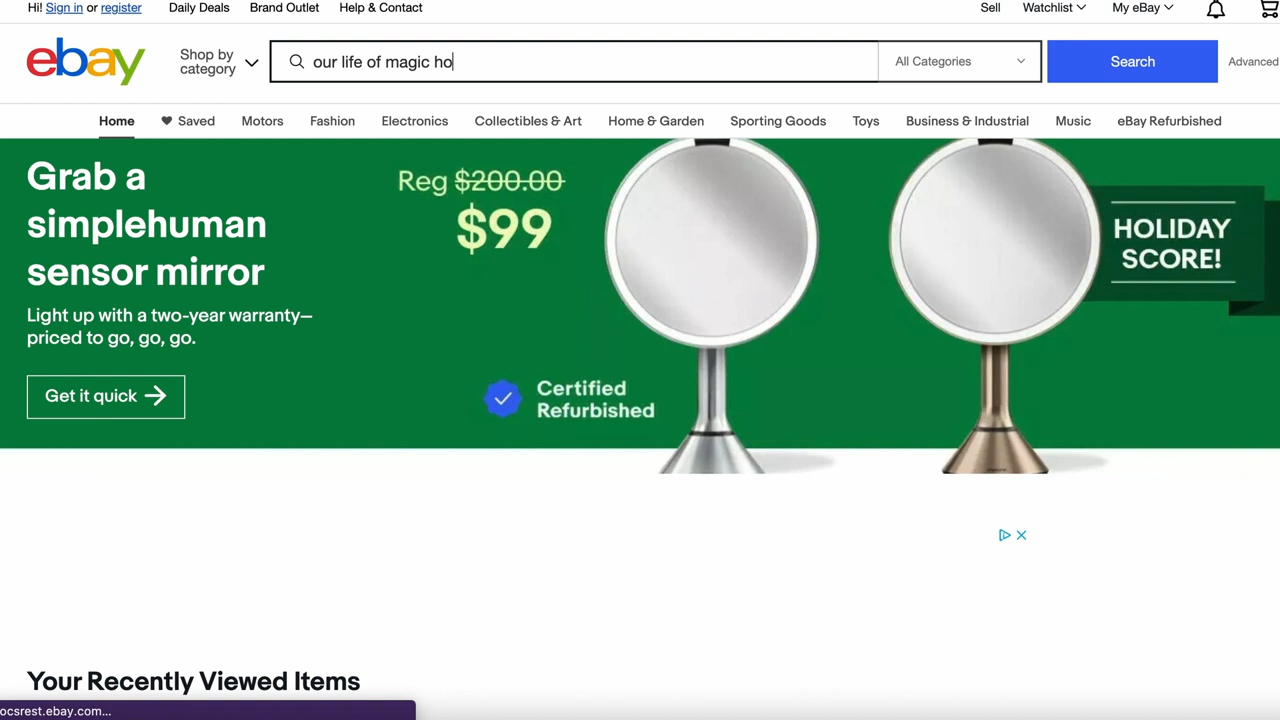 Hi! Sign in or register Daily Deals Brand Outlet Help & Contact Sell Watchlist My eBay
ebay
Shop by
category
our life of magic ho
All Categories
Search
Advanced
Home Saved Motors Fashion Electronics Collectibles & Art Home & Garden Sporting Goods Toys Business & Industrial Music eBay Refurbished
Grab a
simplehuman
sensor mirror
Light up with a two-year warranty—
priced to go, go, go.
Get it quick
Reg $200.00
$99
Certified
Refurbished
HOLIDAY
SCORE!
Your Recently Viewed Items
ocsrest.ebay.com...